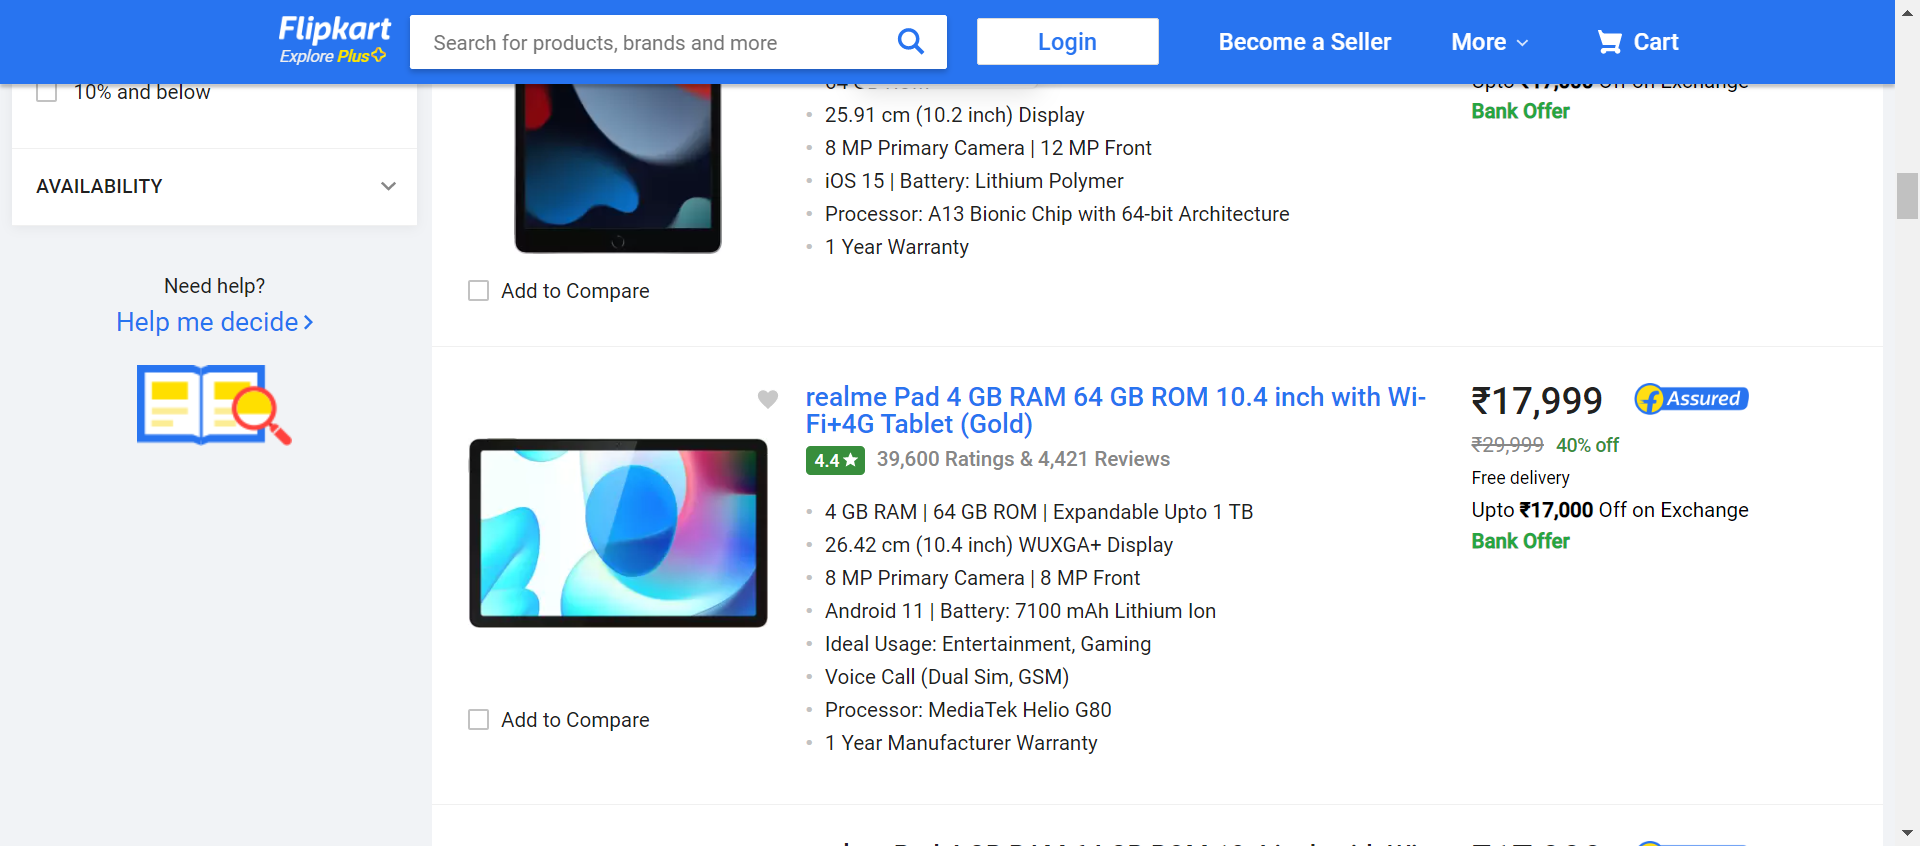 Flipkart
Explore Plus
Search for products, brands and more
Login
Become a Seller
More
Cart
10% and below
AVAILABILITY
Need help?
Help me decide
25.91 cm (10.2 inch) Display
8 MP Primary Camera | 12 MP Front
iOS 15 | Battery: Lithium Polymer
Processor: A13 Bionic Chip with 64-bit Architecture
1 Year Warranty
Add to Compare
Upto ₹17,000 Off on Exchange
Bank Offer
realme Pad 4 GB RAM 64 GB ROM 10.4 inch with Wi-
Fi+4G Tablet (Gold)
4.4★ 39,600 Ratings & 4,421 Reviews
4 GB RAM | 64 GB ROM | Expandable Upto 1 TB
26.42 cm (10.4 inch) WUXGA+ Display
8 MP Primary Camera | 8 MP Front
Android 11 | Battery: 7100 mAh Lithium Ion
Ideal Usage: Entertainment, Gaming
Voice Call (Dual Sim, GSM)
Processor: MediaTek Helio G80
1 Year Manufacturer Warranty
Add to Compare
₹17,999 Assured
₹29,999 40% off
Free delivery
Upto ₹17,000 Off on Exchange
Bank Offer